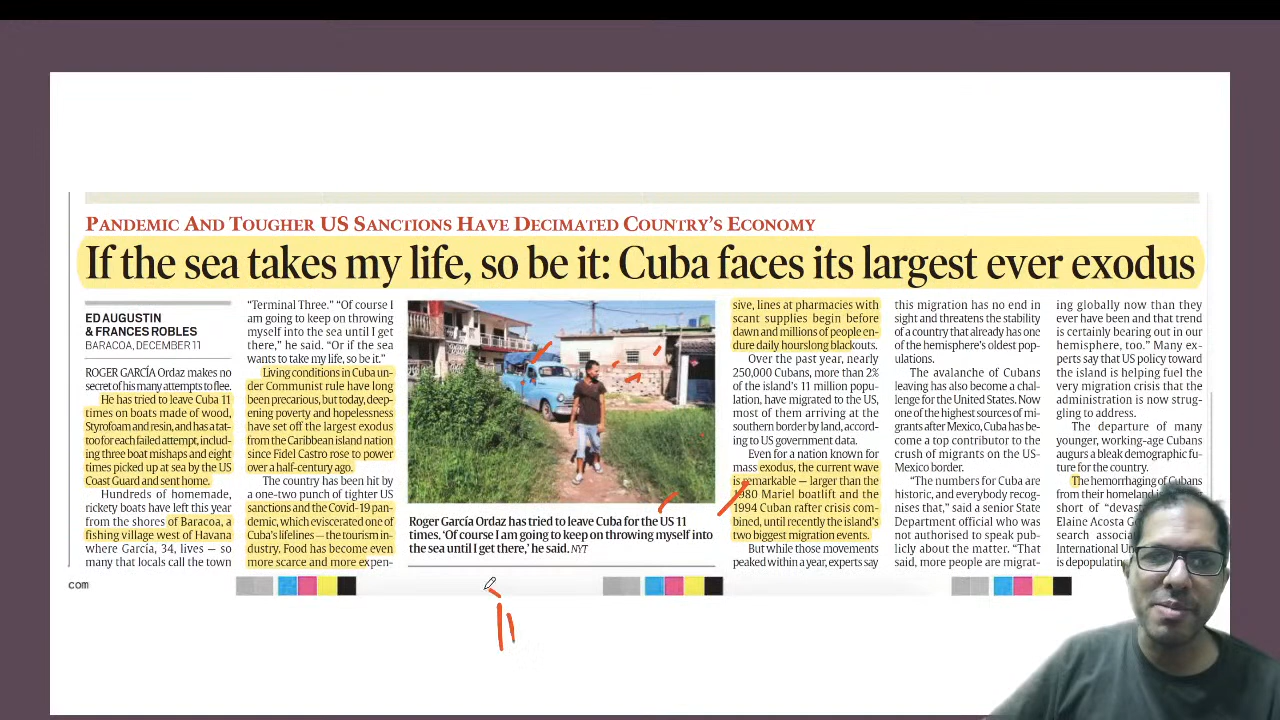 PANDEMIC AND TOUGHER US SANCTIONS HAVE DECIMATED COUNTRY'S ECONOMY
If the sea takes my life, so be it: Cuba faces its largest ever exodus
ED AUGUSTIN
& FRANCES ROBLES
BARACOA, DECEMBER 11
ROGER GARCÍA Ordaz makes no
secret of his many attempts to flee.
He has tried to leave Cuba 11
times on boats made of wood,
Styrofoam and resin, and has a tat-
too for each failed attempt, includ-
ing three boat mishaps and eight
times picked up at sea by the US
Coast Guard and sent home.
Hundreds of homemade,
rickety boats have left this year
from the shores of Baracoa, a
fishing village west of Havana
where García, 34, lives — so
many that locals call the town
"Terminal Three." "Of course I
am going to keep on throwing
myself into the sea until I get
there," he said. "Or if the sea
wants to take my life, so be it."
Living conditions in Cuba un-
der Communist rule have long
been precarious, but today, deep-
ening poverty and hopelessness
have set off the largest exodus
from the Caribbean island nation
since Fidel Castro rose to power
over a half-century ago.
The country has been hit by
a one-two punch of tighter US
sanctions and the Covid-19 pan-
demic, which eviscerated one of
Cuba's lifelines — the tourism in-
dustry. Food has become even
more scarce and more expen-
Roger García Ordaz has tried to leave Cuba for the US 11
times, 'Of course I am going to keep on throwing myself into
the sea until I get there,' he said. NYT
sive, lines at pharmacies with
scant supplies begin before
dawn and millions of people en-
dure daily hourslong blackouts.
Over the past year, nearly
250,000 Cubans, more than 2%
of the island's 11 million popu-
lation, have migrated to the US,
most of them arriving at the
southern border by land, accord-
ing to US government data.
Even for a nation known for
mass exodus, the current wave
is remarkable — larger than the
1980 Mariel boatlift and the
1994 Cuban rafter crisis com-
bined, until recently the island's
two biggest migration events.
But while those movements
peaked within a year, experts say
this migration has no end in
sight and threatens the stability
of a country that already has one
of the hemisphere's oldest pop-
ulations.
The avalanche of Cubans
leaving has also become a chal-
lenge for the United States. Now
one of the highest sources of mi-
grants after Mexico, Cuba has be-
come a top contributor to the
crush of migrants on the US-
Mexico border.
"The numbers for Cuba are
historic, and everybody recog-
nises that," said a senior State
Department official who was
not authorised to speak pub-
licly about the matter. "That
said, more people are migrat-
ing globally now than they
ever have been and that trend
is certainly bearing out in our
hemisphere, too." Many ex-
perts say that US policy toward
the island is helping fuel the
very migration crisis that the
administration is now strug-
gling to address.
The departure of many
younger, working-age Cubans
augurs a bleak demographic fu-
ture for the country.
The hemorrhaging of Cubans
from their homeland is
short of "devast
Elaine Acosta G
search associa
International Un
is depopulatin
com
11